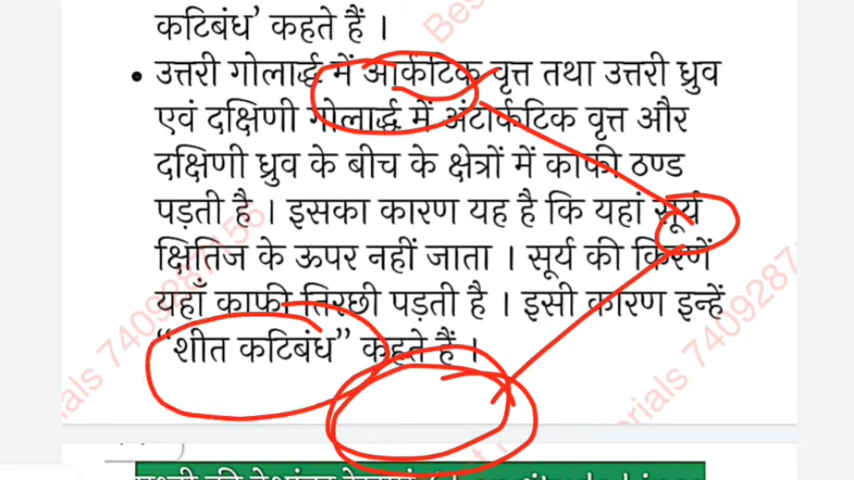 कटिबंध’ कहते हैं ।
• उत्तरी गोलार्द्ध में आर्कटिक वृत्त तथा उत्तरी ध्रुव
एवं दक्षिणी गोलार्द्ध में अंटार्कटिक वृत्त और
दक्षिणी ध्रुव के बीच के क्षेत्रों में काफी ठण्ड
पड़ती है । इसका कारण यह है कि यहां सूर्य
क्षितिज के ऊपर नहीं जाता । सूर्य की किरणें
यहाँ काफी तिरछी पड़ती है । इसी कारण इन्हें
“शीत कटिबंध” कहते हैं ।